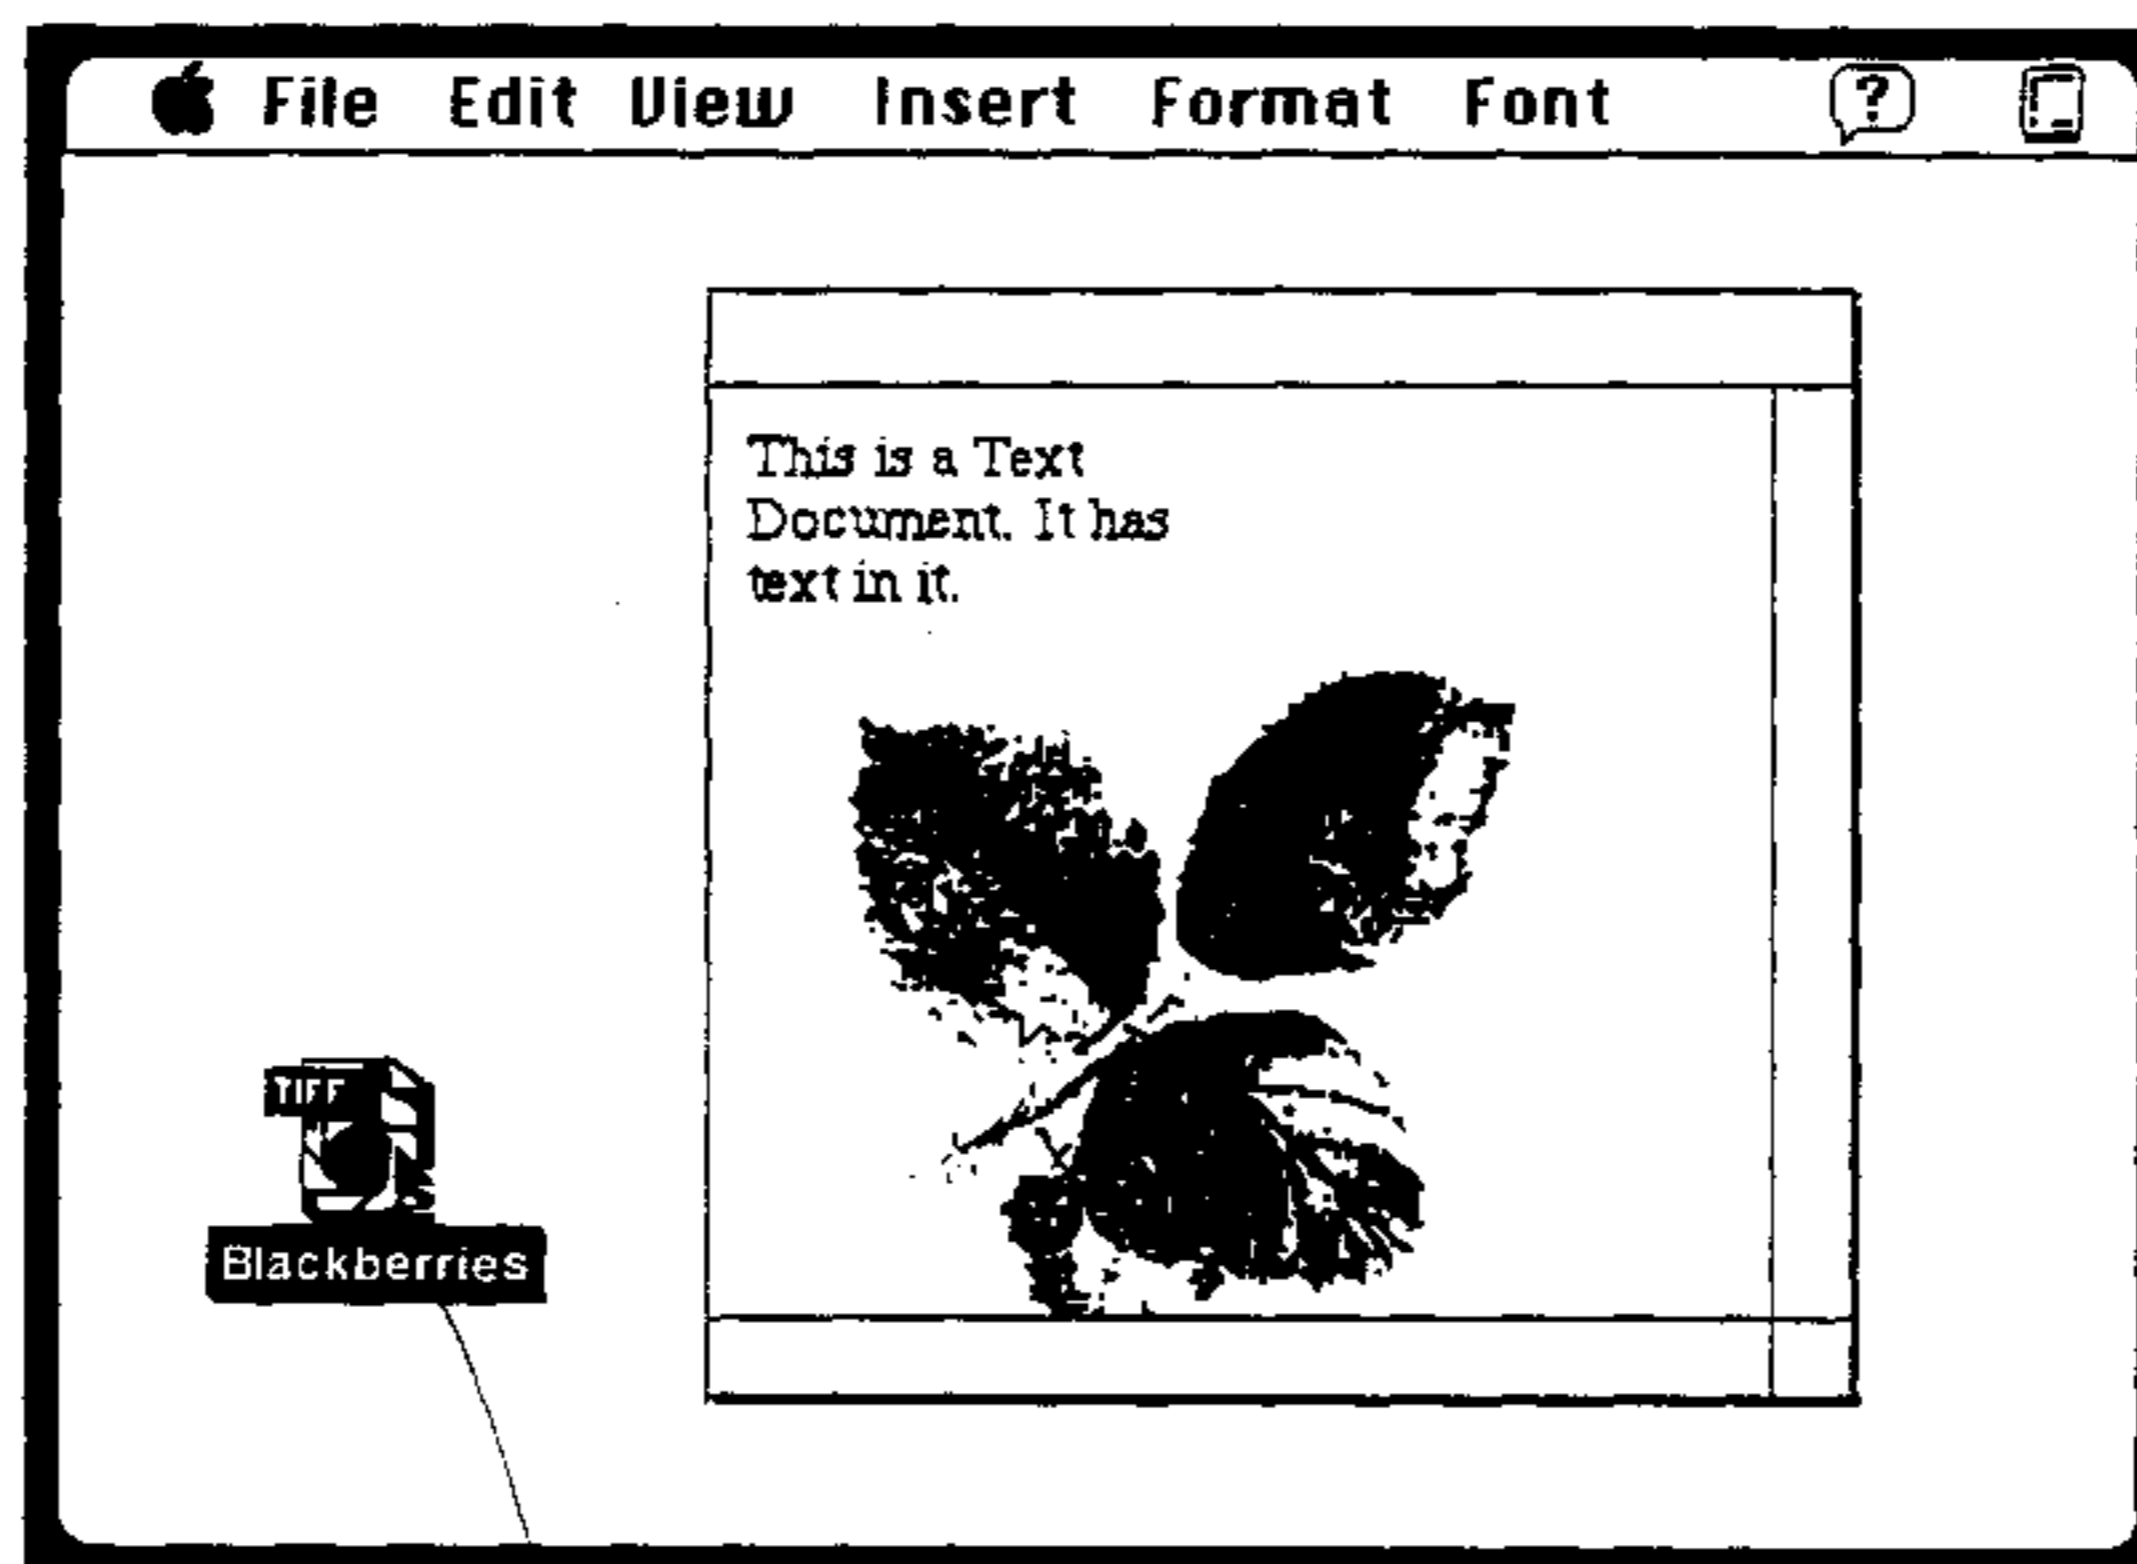 File Edit View Insert Format Font ?
This is a Text
Document. It has
text in it.
TIFF
Blackberries